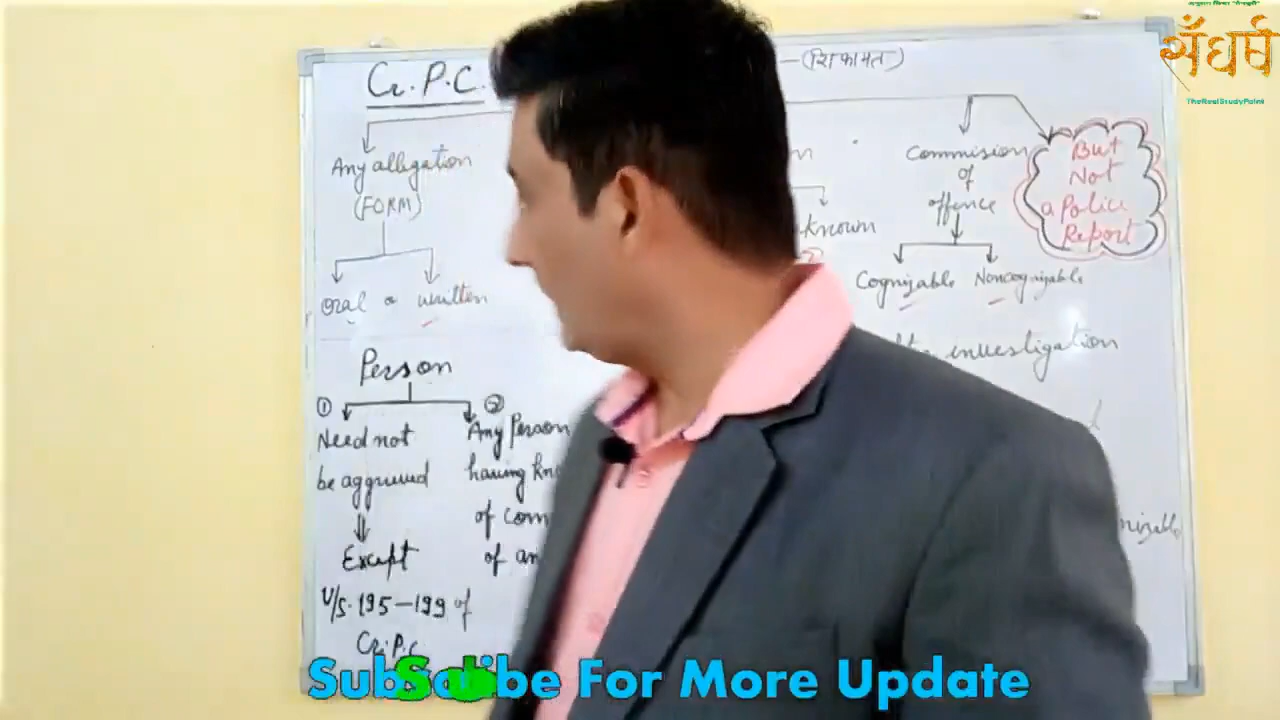 Cr.P.C.
—(शिकायत)
Any allegation
(FORM)
Oral or written
known
Commision
of
offence
Cognizable Noncognizable
But
Not
a Police
Report
investigation
Person
① ②
Need not
be aggrieved
Except
U/S. 195–199 of
Cr.P.C.
Any Person
having
of
of
संघर्ष
TheRealStudyPoint
Subscribe For More Update